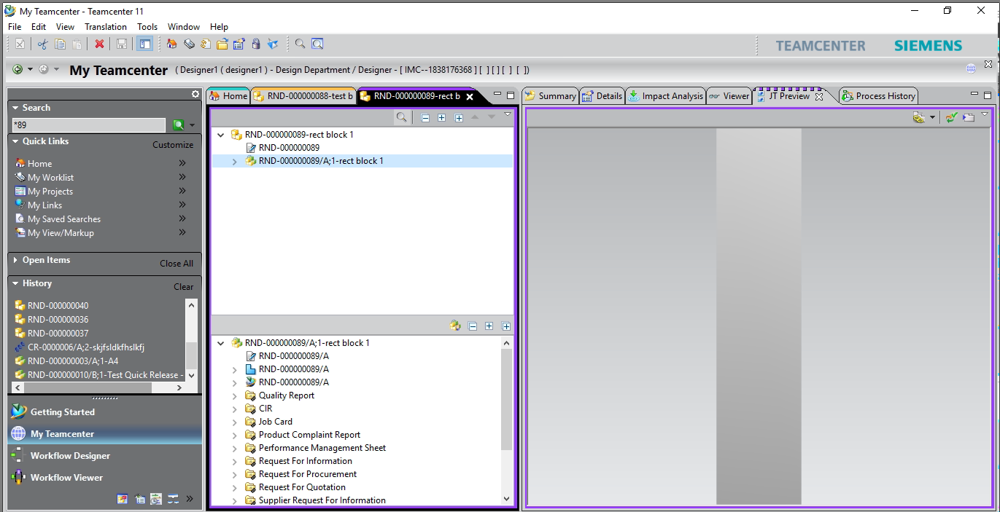 My Teamcenter - Teamcenter 11
File Edit View Translation Tools Window Help
TEAMCENTER SIEMENS
My Teamcenter ( Designer1 ( designer1 ) - Design Department / Designer - [ IMC--1838176368 ] [ ] [ ] [ ] [ ])
Search
*89
Quick Links
Customize
Home
My Worklist
My Projects
My Links
My Saved Searches
My View/Markup
Open Items
Close All
History
Clear
RND-000000040
RND-000000036
RND-000000037
CR-0000006/A;2-skjfsldkfhslkfj
RND-000000003/A;1-A4
RND-000000010/B;1-Test Quick Release -
Getting Started
My Teamcenter
Workflow Designer
Workflow Viewer
Home RND-000000088-test b RND-000000089-rect b
RND-000000089-rect block 1
RND-000000089
RND-000000089/A;1-rect block 1
RND-000000089/A;1-rect block 1
RND-000000089/A
RND-000000089/A
RND-000000089/A
Quality Report
CIR
Job Card
Product Complaint Report
Performance Management Sheet
Request For Information
Request For Procurement
Request For Quotation
Supplier Request For Information
Summary Details Impact Analysis Viewer JT Preview Process History